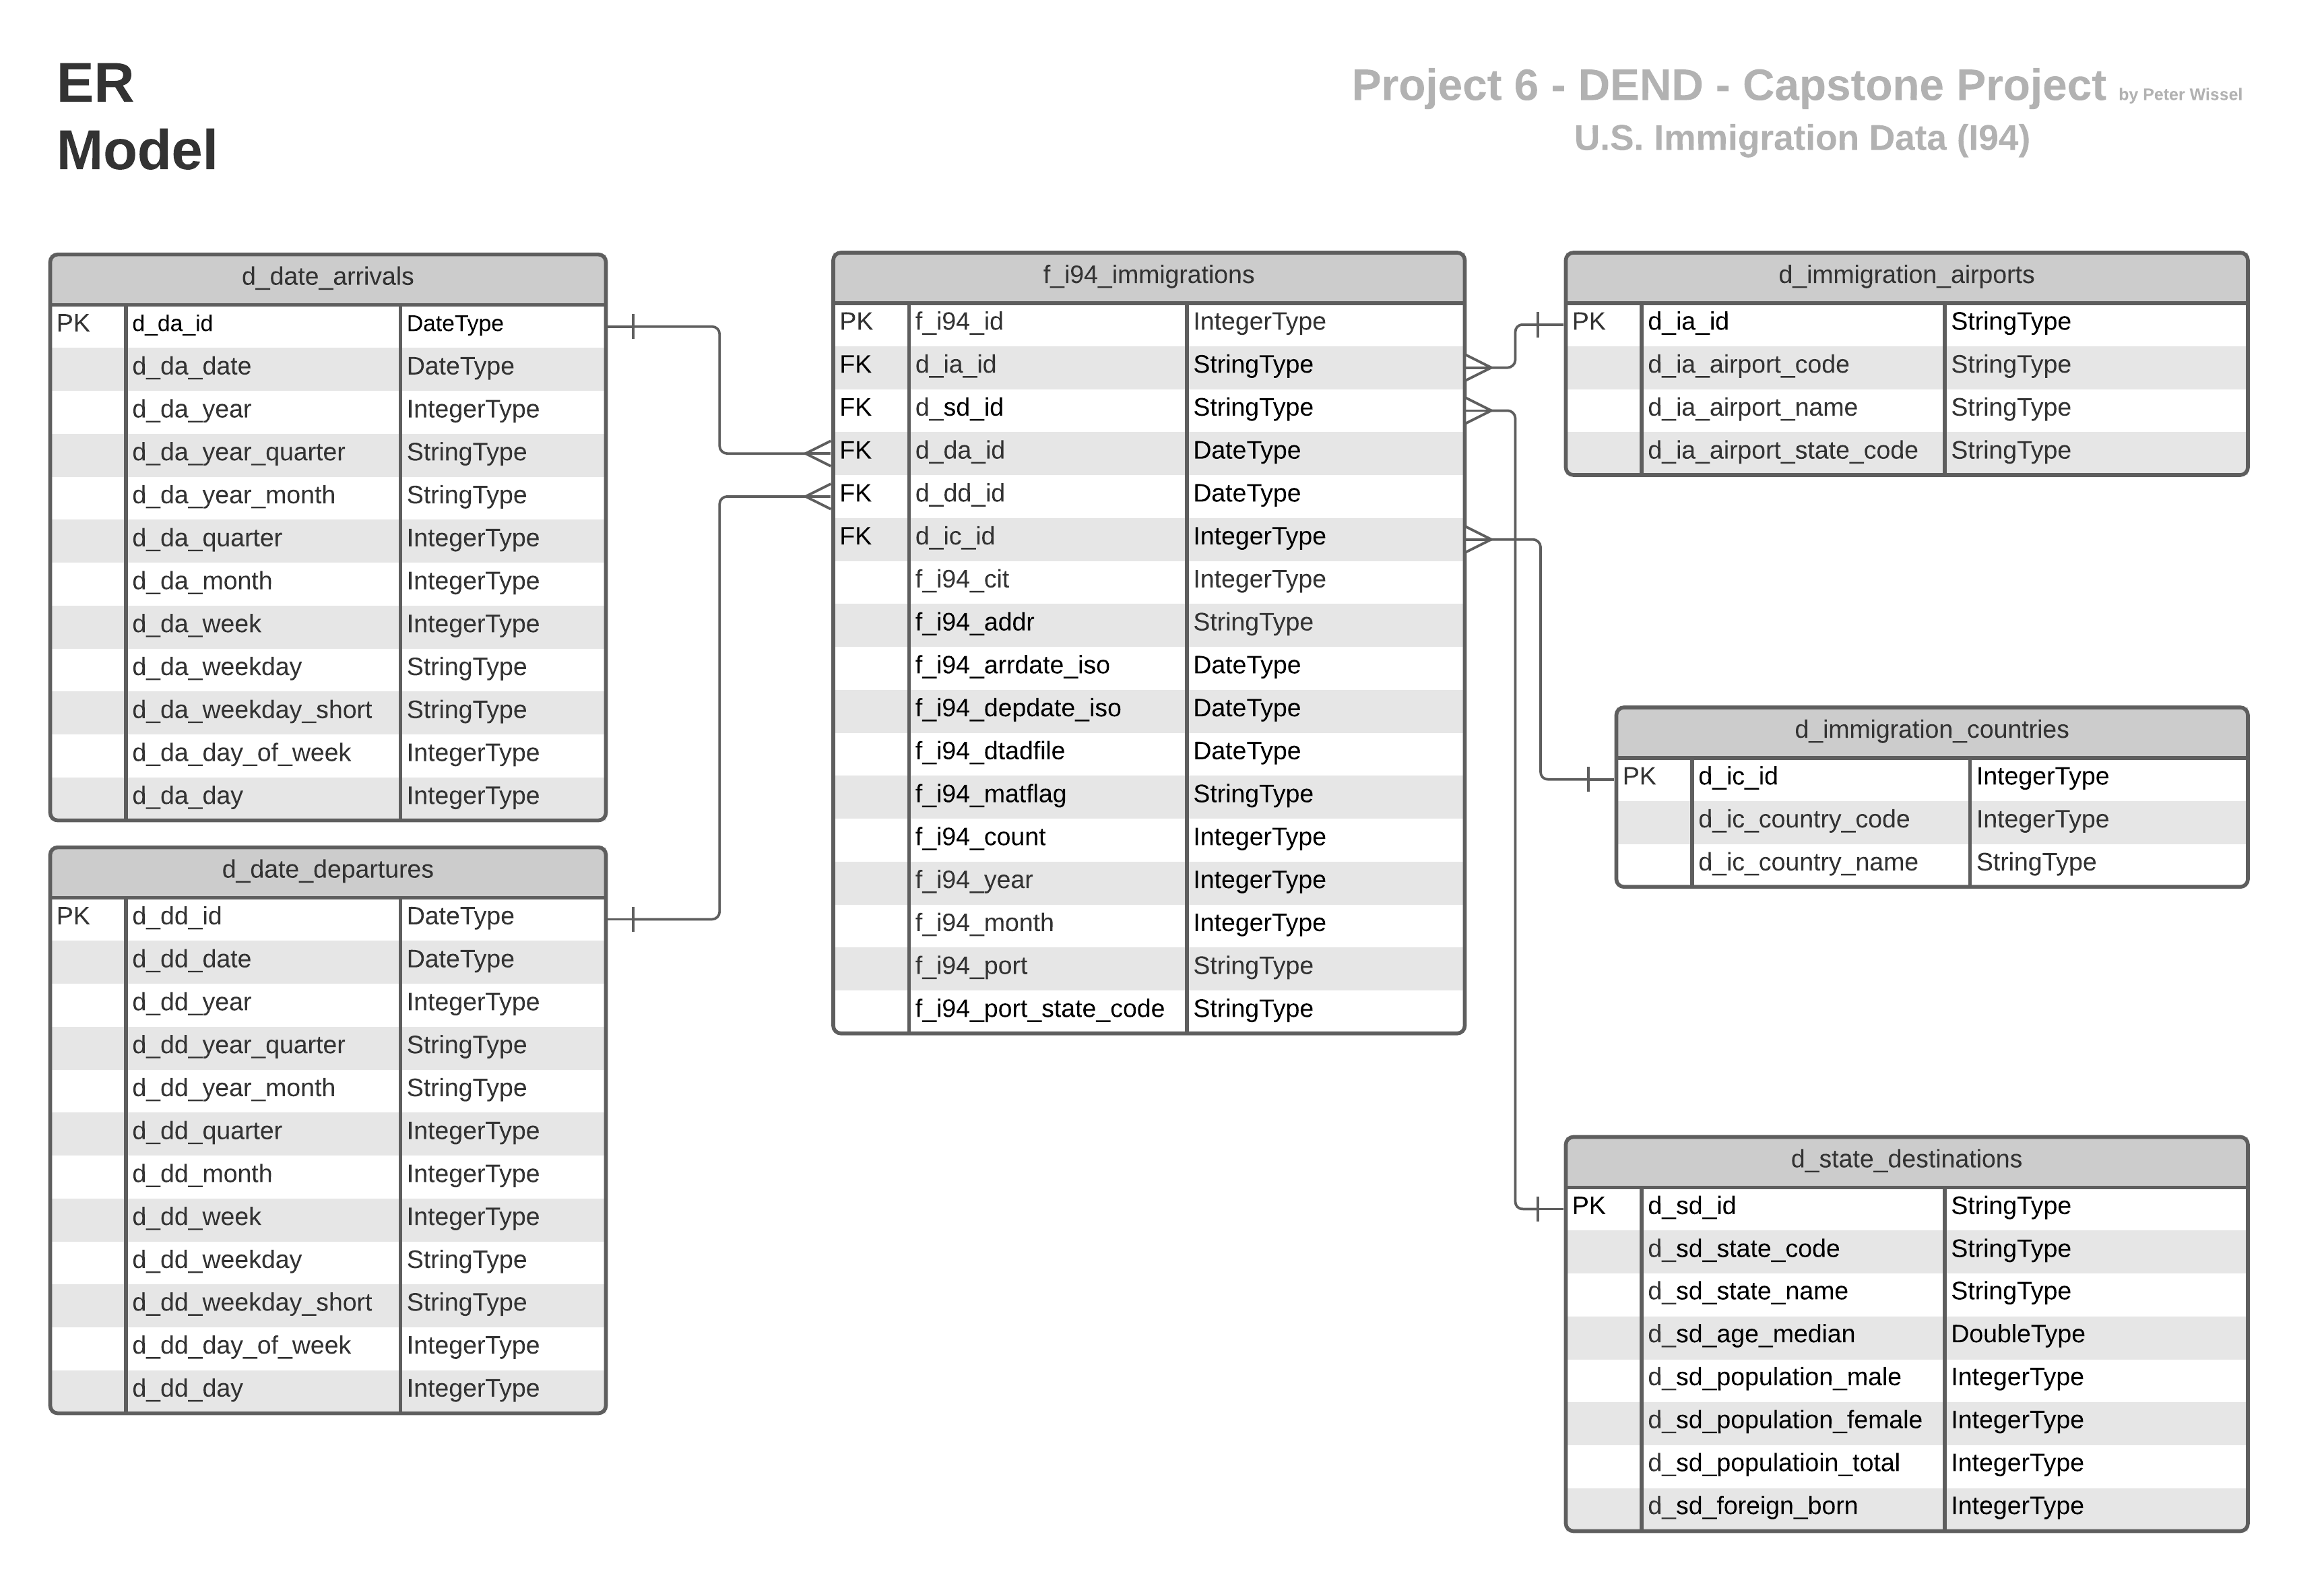 ER
Model
Project 6 - DEND - Capstone Project by Peter Wissel
U.S. Immigration Data (I94)
d_date_arrivals
PK d_da_id DateType
d_da_date DateType
d_da_year IntegerType
d_da_year_quarter StringType
d_da_year_month StringType
d_da_quarter IntegerType
d_da_month IntegerType
d_da_week IntegerType
d_da_weekday StringType
d_da_weekday_short StringType
d_da_day_of_week IntegerType
d_da_day IntegerType
d_date_departures
PK d_dd_id DateType
d_dd_date DateType
d_dd_year IntegerType
d_dd_year_quarter StringType
d_dd_year_month StringType
d_dd_quarter IntegerType
d_dd_month IntegerType
d_dd_week IntegerType
d_dd_weekday StringType
d_dd_weekday_short StringType
d_dd_day_of_week IntegerType
d_dd_day IntegerType
f_i94_immigrations
PK f_i94_id IntegerType
FK d_ia_id StringType
FK d_sd_id StringType
FK d_da_id DateType
FK d_dd_id DateType
FK d_ic_id IntegerType
f_i94_cit IntegerType
f_i94_addr StringType
f_i94_arrdate_iso DateType
f_i94_depdate_iso DateType
f_i94_dtadfile DateType
f_i94_matflag StringType
f_i94_count IntegerType
f_i94_year IntegerType
f_i94_month IntegerType
f_i94_port StringType
f_i94_port_state_code StringType
d_immigration_airports
PK d_ia_id StringType
d_ia_airport_code StringType
d_ia_airport_name StringType
d_ia_airport_state_code StringType
d_immigration_countries
PK d_ic_id IntegerType
d_ic_country_code IntegerType
d_ic_country_name StringType
d_state_destinations
PK d_sd_id StringType
d_sd_state_code StringType
d_sd_state_name StringType
d_sd_age_median DoubleType
d_sd_population_male IntegerType
d_sd_population_female IntegerType
d_sd_populatioin_total IntegerType
d_sd_foreign_born IntegerType